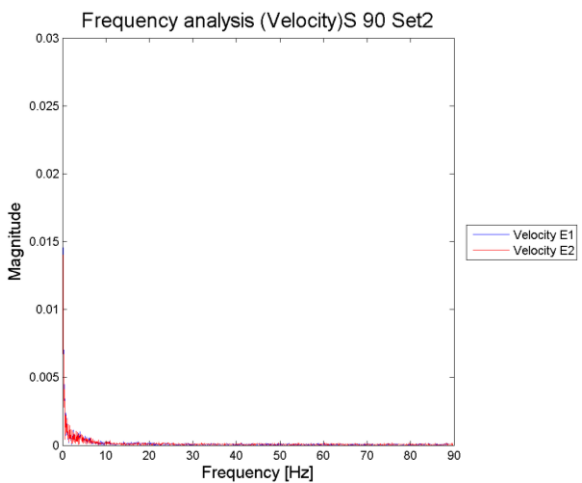 Frequency analysis (Velocity)S 90 Set2
0.03
0.025
0.02
0.015
0.01
0.005
0
Magnitude
0 10 20 30 40 50 60 70 80 90
Frequency [Hz]
Velocity E1
Velocity E2